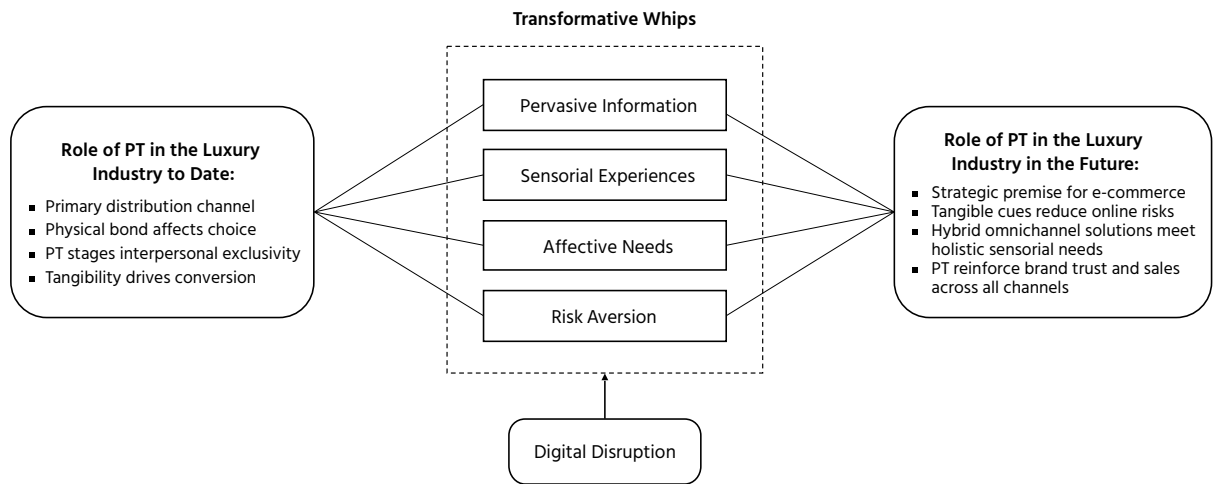 Transformative Whips
Role of PT in the Luxury
Industry to Date:
▪ Primary distribution channel
▪ Physical bond affects choice
▪ PT stages interpersonal exclusivity
▪ Tangibility drives conversion
Pervasive Information
Sensorial Experiences
Affective Needs
Risk Aversion
Role of PT in the Luxury
Industry in the Future:
▪ Strategic premise for e-commerce
▪ Tangible cues reduce online risks
▪ Hybrid omnichannel solutions meet
holistic sensorial needs
▪ PT reinforce brand trust and sales
across all channels
Digital Disruption